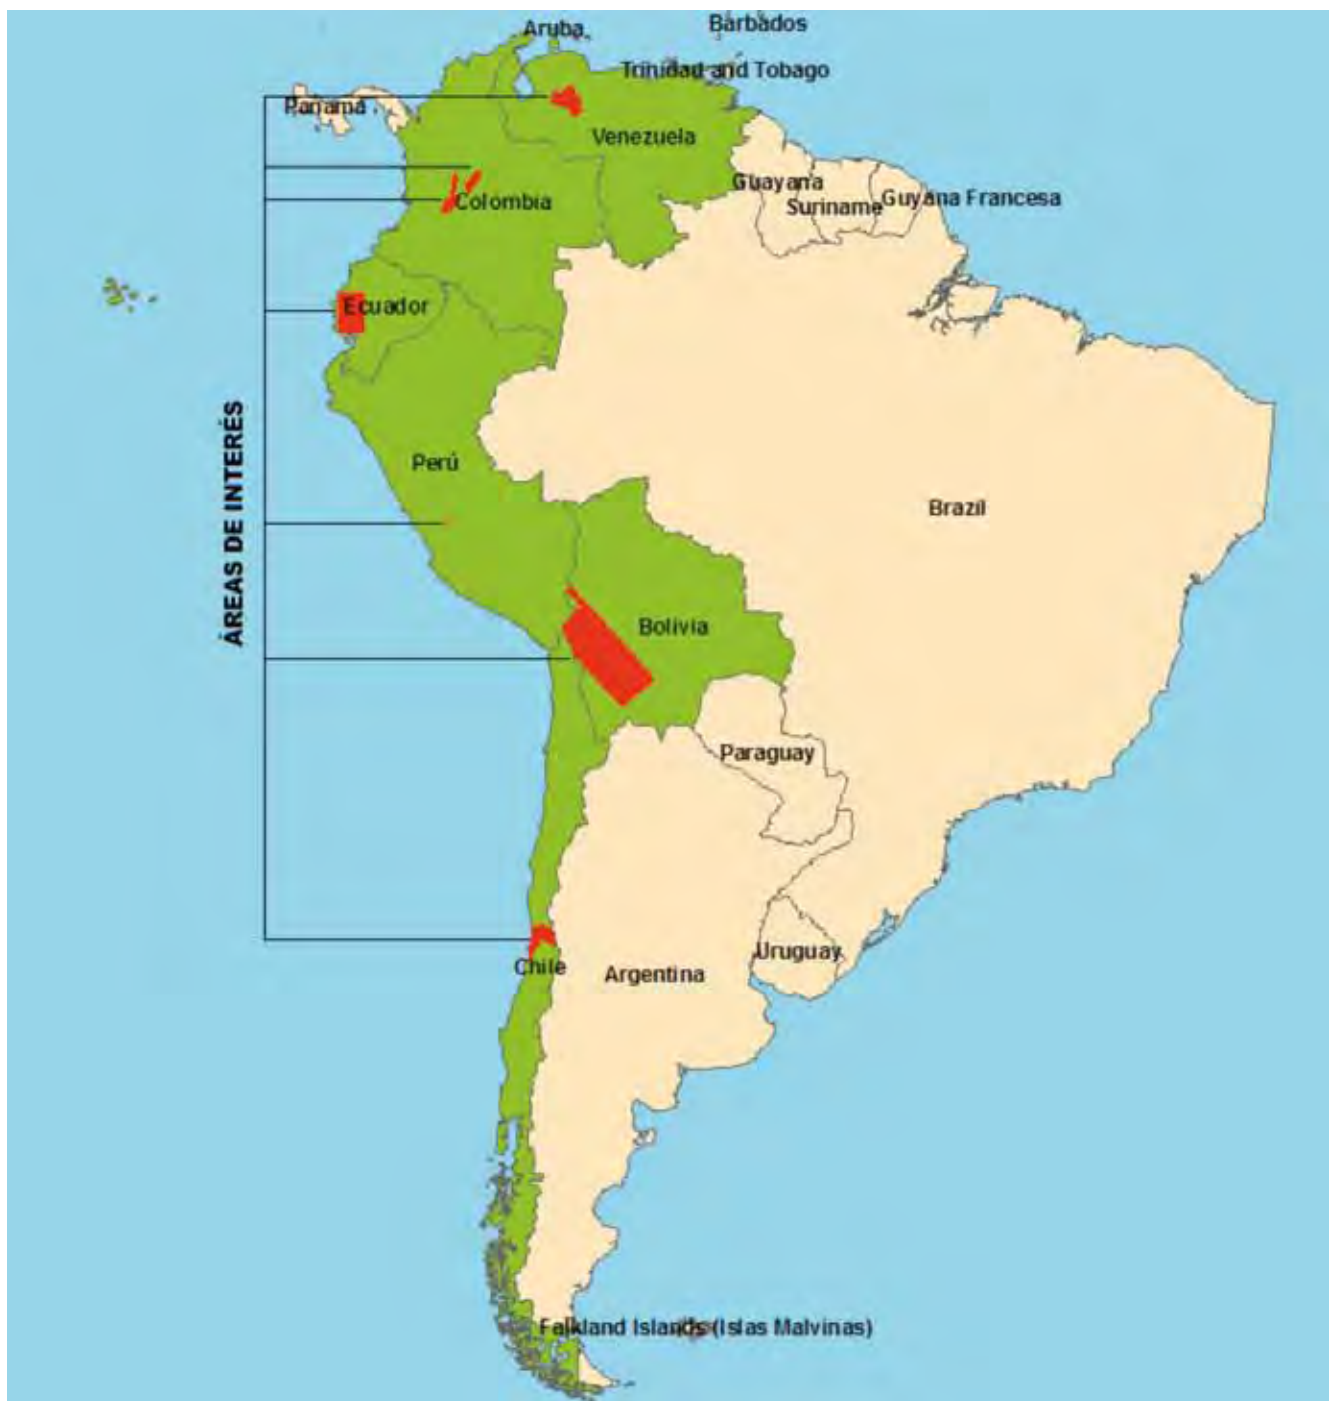 Aruba
Barbados
Trinidad and Tobago
Panamá
Venezuela
Guayana
Suriname
Guyana Francesa
Colombia
Ecuador
ÁREAS DE INTERÉS
Perú
Brazil
Bolivia
Paraguay
Uruguay
Chile
Argentina
Falkland Islands (Islas Malvinas)